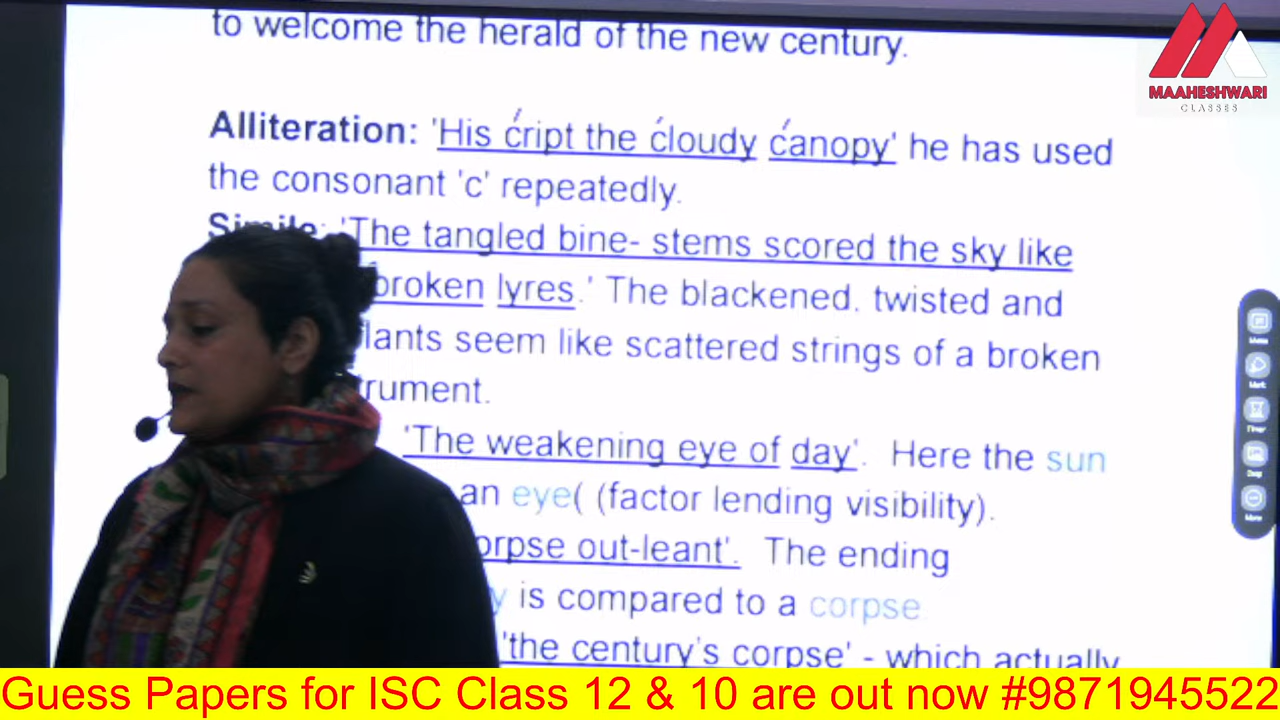 to welcome the herald of the new century.
MAAHESHWARI
CLASSES
Alliteration: 'His cript the cloudy canopy' he has used
the consonant 'c' repeatedly.
Simile: 'The tangled bine- stems scored the sky like
broken lyres.' The blackened, twisted and
lants seem like scattered strings of a broken
trument.
'The weakening eye of day'. Here the sun
an eye( (factor lending visibility).
orpse out-leant'. The ending
y is compared to a corpse
'the century's corpse' - which actually
More
Guess Papers for ISC Class 12 & 10 are out now #9871945522